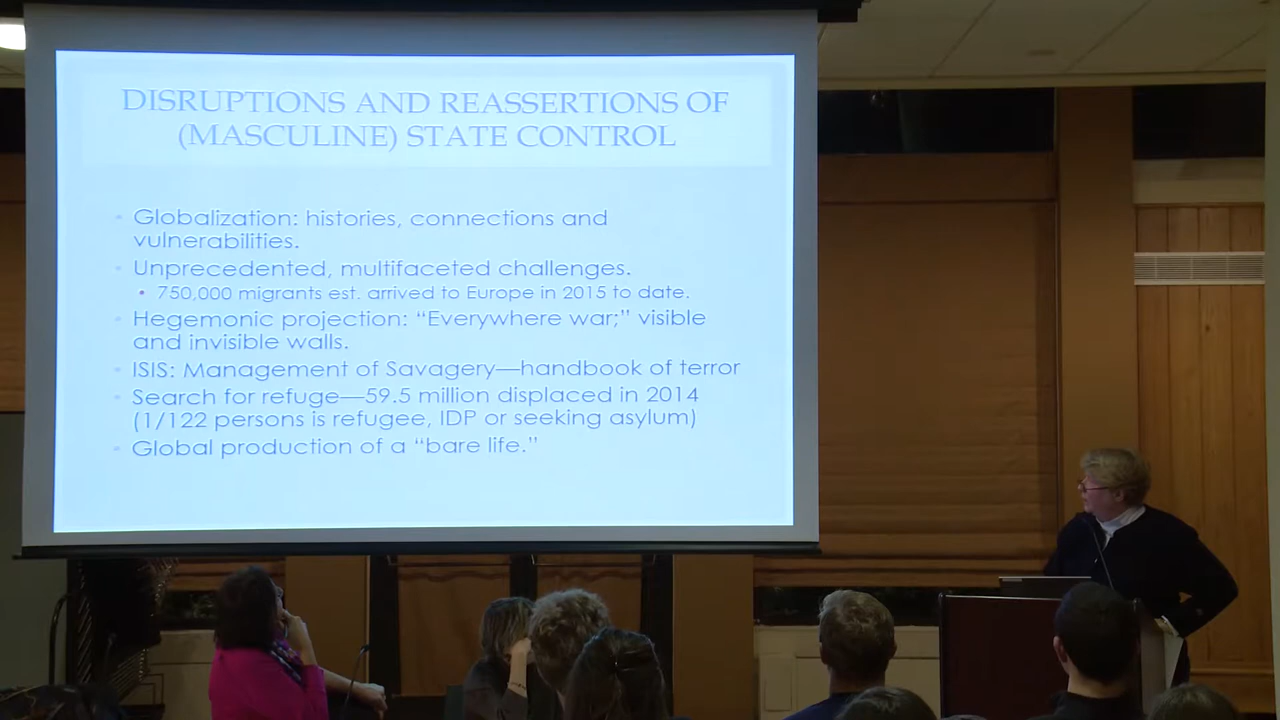 DISRUPTIONS AND REASSERTIONS OF
(MASCULINE) STATE CONTROL
Globalization: histories, connections and
vulnerabilities.
Unprecedented, multifaceted challenges.
750,000 migrants est. arrived to Europe in 2015 to date.
Hegemonic projection: “Everywhere war;” visible
and invisible walls.
ISIS: Management of Savagery—handbook of terror
Search for refuge—59.5 million displaced in 2014
(1/122 persons is refugee, IDP or seeking asylum)
Global production of a “bare life.”